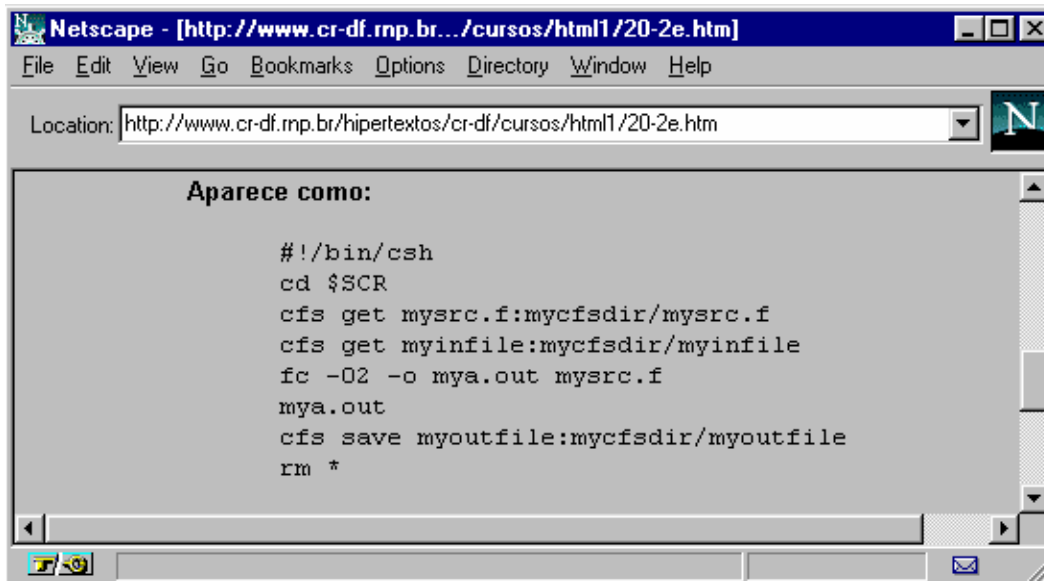 Netscape - [http://www.cr-df.rnp.br.../cursos/html1/20-2e.htm]
File Edit View Go Bookmarks Options Directory Window Help
Location: http://www.cr-df.rnp.br/hipertextos/cr-df/cursos/html1/20-2e.htm
N
Aparece como:
#!/bin/csh
cd $SCR
cfs get mysrc.f:mycfsdir/mysrc.f
cfs get myinfile:mycfsdir/myinfile
fc -O2 -o mya.out mysrc.f
mya.out
cfs save myoutfile:mycfsdir/myoutfile
rm *